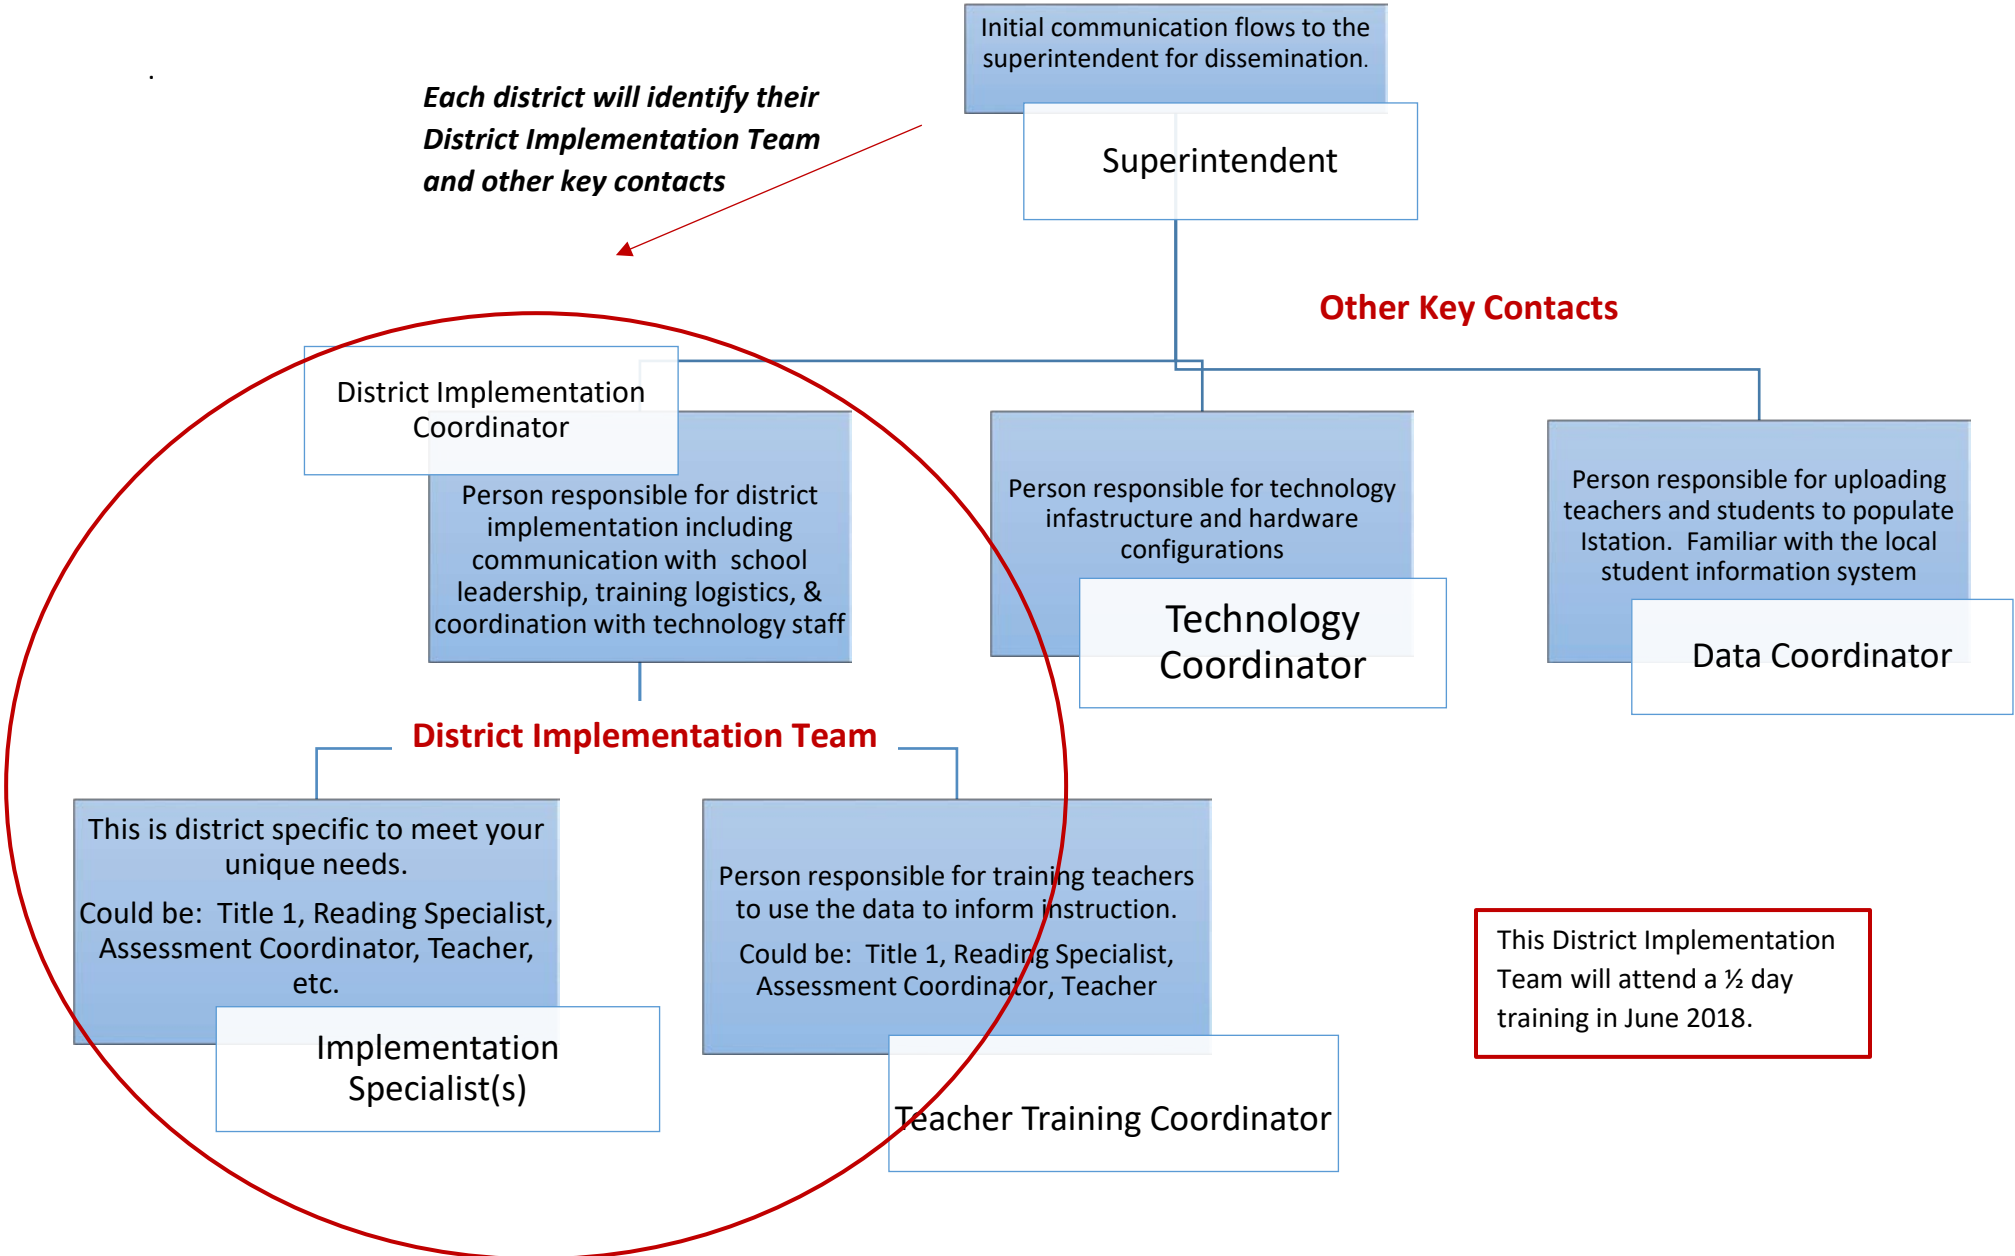 Initial communication flows to the
superintendent for dissemination.
Superintendent
.
Each district will identify their
District Implementation Team
and other key contacts
Other Key Contacts
District Implementation
Coordinator
Person responsible for district
implementation including
communication with school
leadership, training logistics, &
coordination with technology staff
Person responsible for technology
infastructure and hardware
configurations
Technology
Coordinator
Person responsible for uploading
teachers and students to populate
Istation. Familiar with the local
student information system
Data Coordinator
District Implementation Team
This is district specific to meet your
unique needs.
Could be: Title 1, Reading Specialist,
Assessment Coordinator, Teacher,
etc.
Implementation
Specialist(s)
Person responsible for training teachers
to use the data to inform instruction.
Could be: Title 1, Reading Specialist,
Assessment Coordinator, Teacher
Teacher Training Coordinator
This District Implementation
Team will attend a ½ day
training in June 2018.